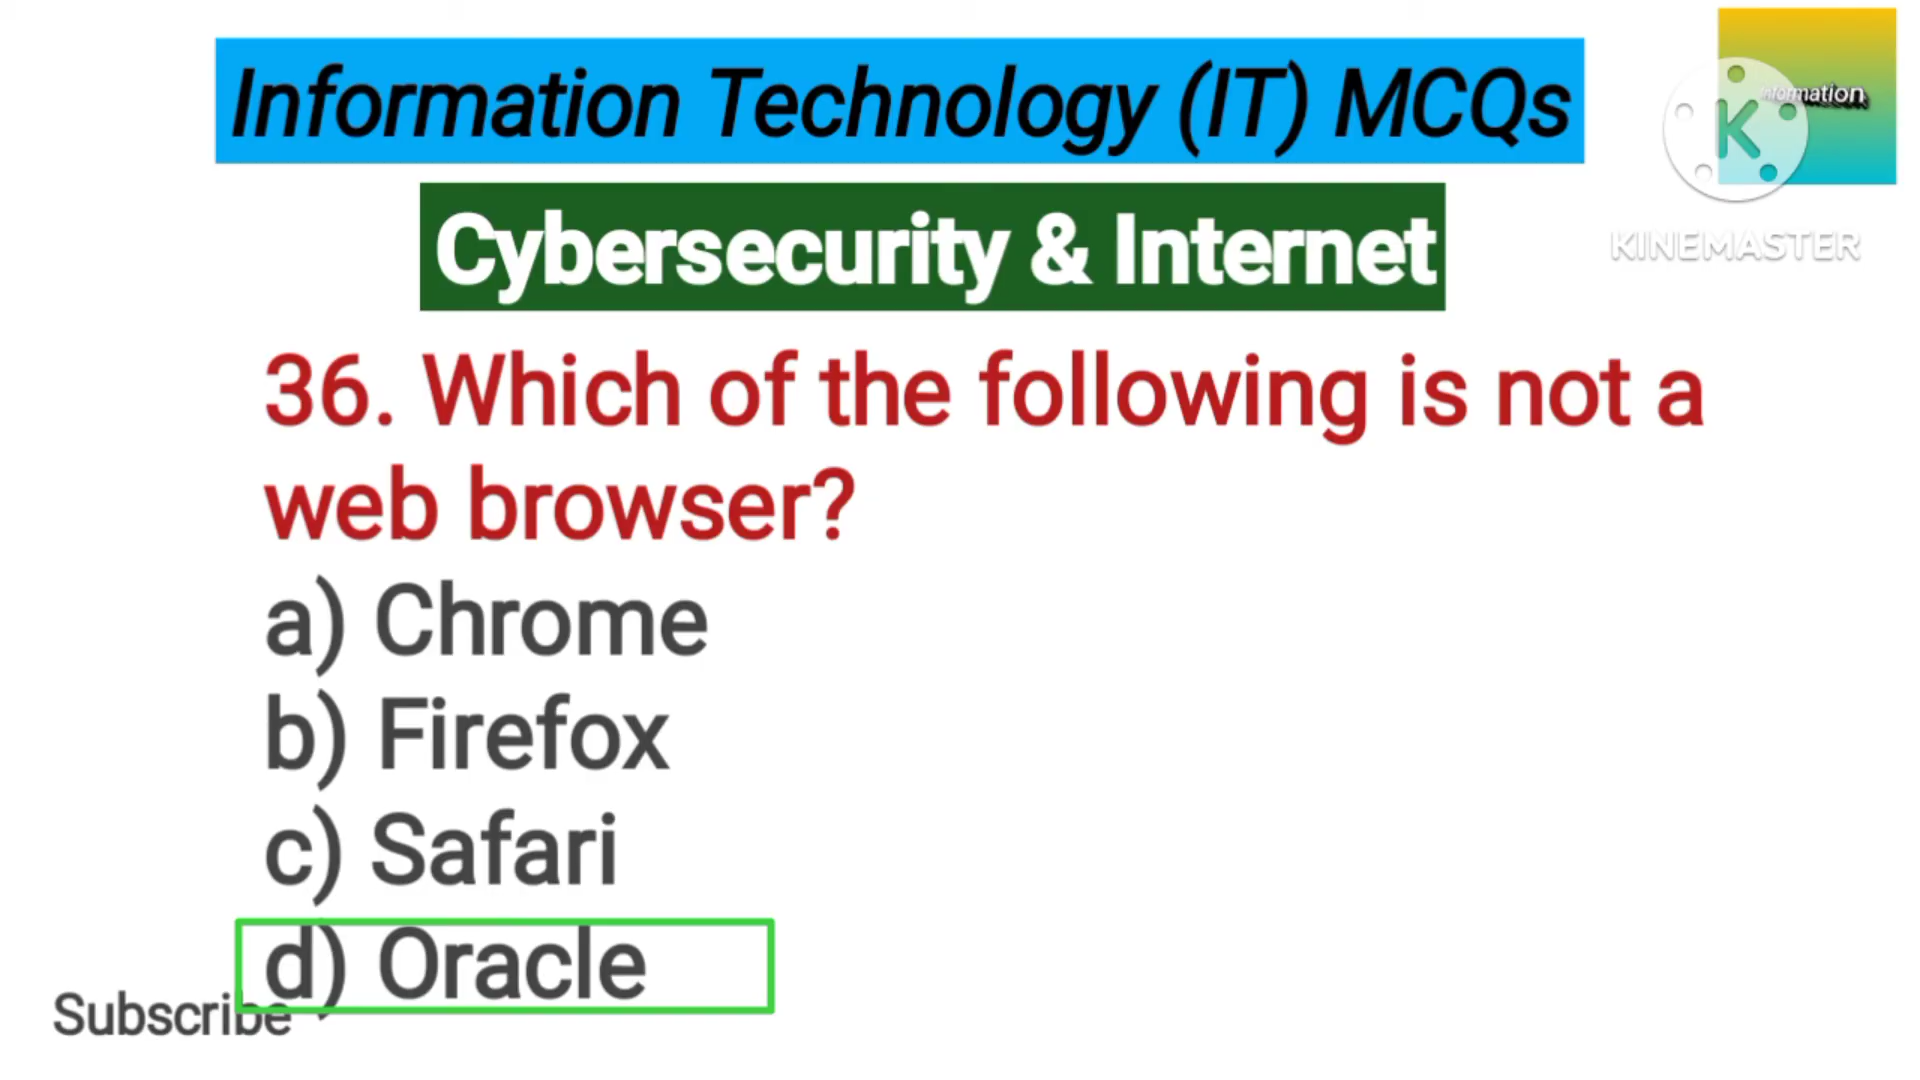 Information Technology (IT) MCQs
Cybersecurity & Internet
KINEMASTER
36. Which of the following is not a
web browser?
a) Chrome
b) Firefox
c) Safari
d) Oracle
Subscribe